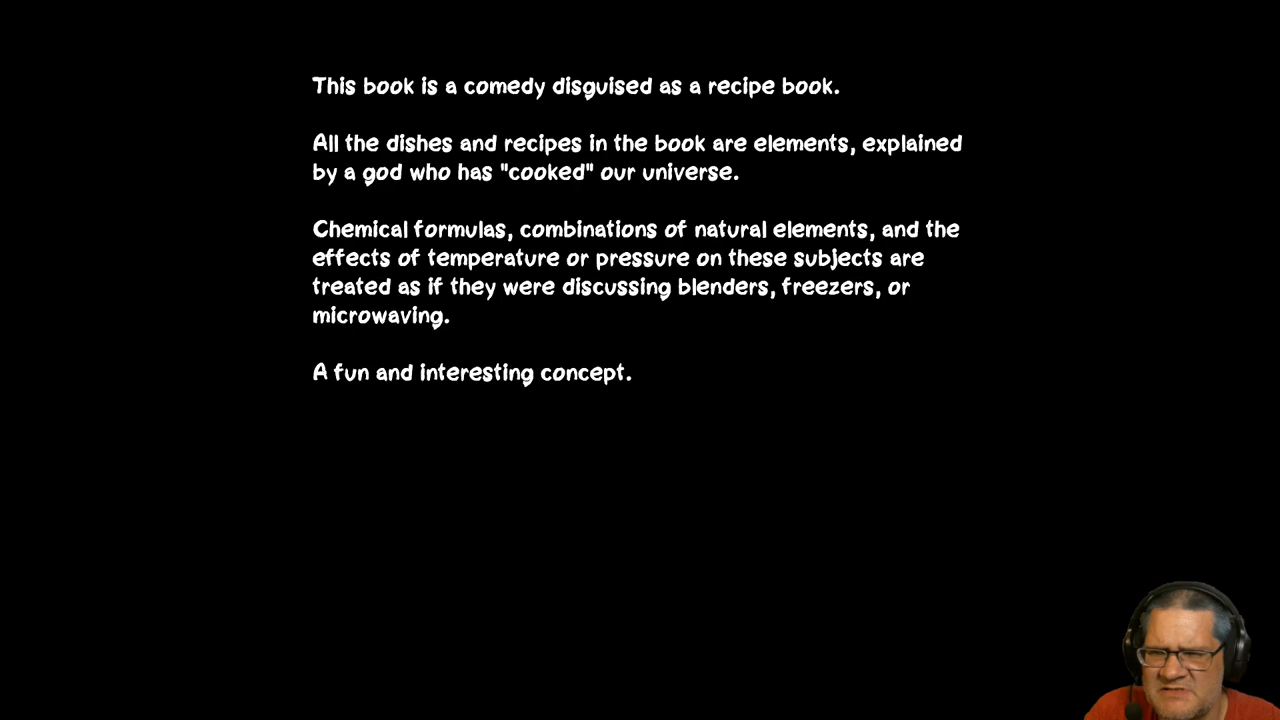 This book is a comedy disguised as a recipe book.
All the dishes and recipes in the book are elements, explained
by a god who has "cooked" our universe.
Chemical formulas, combinations of natural elements, and the
effects of temperature or pressure on these subjects are
treated as if they were discussing blenders, freezers, or
microwaving.
A fun and interesting concept.